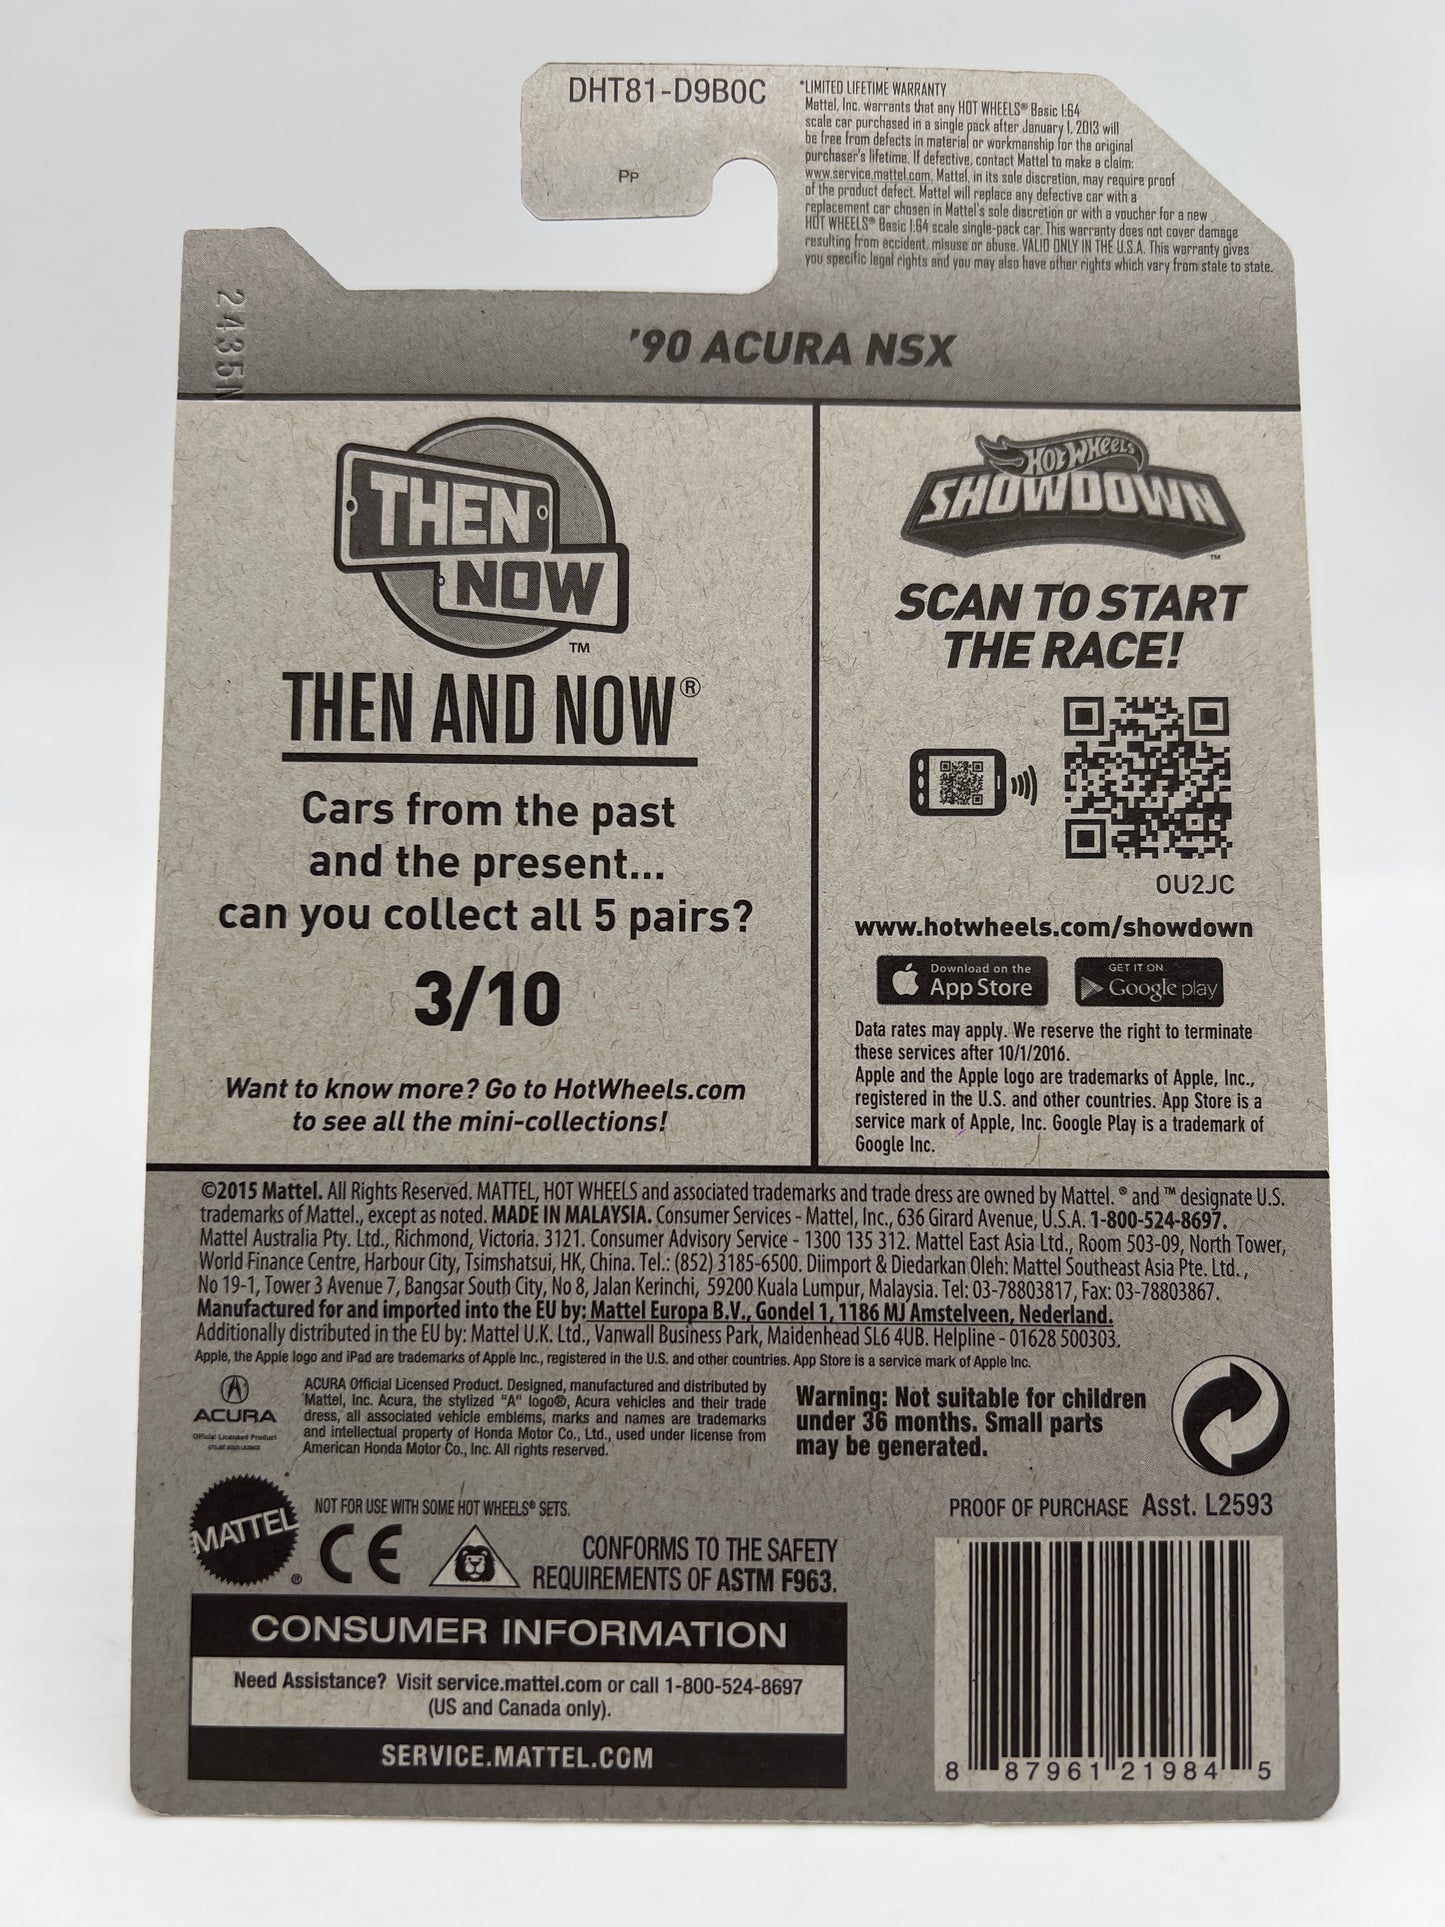 DHT81-D9B0C
Pp
*LIMITED LIFETIME WARRANTY
Mattel, Inc. warrants that any HOT WHEELS® Basic 1:64
scale car purchased in a single pack after January 1, 2013 will
be free from defects in material or workmanship for the original
purchaser's lifetime. If defective, contact Mattel to make a claim:
www.service.mattel.com. Mattel, in its sole discretion, may require proof
of the product defect. Mattel will replace any defective car with a
replacement car chosen in Mattel's sole discretion or with a voucher for a new
HOT WHEELS® Basic 1:64 scale single-pack car. This warranty does not cover damage
resulting from accident, misuse or abuse. VALID ONLY IN THE U.S.A. This warranty gives
you specific legal rights and you may also have other rights which vary from state to state.
2435
'90 ACURA NSX
THEN
NOW
™
THEN AND NOW®
Cars from the past
and the present...
can you collect all 5 pairs?
3/10
Want to know more? Go to HotWheels.com
to see all the mini-collections!
Hot Wheels
SHOWDOWN
™
SCAN TO START
THE RACE!
OU2JC
www.hotwheels.com/showdown
Download on the
App Store
GET IT ON
Google play
Data rates may apply. We reserve the right to terminate
these services after 10/1/2016.
Apple and the Apple logo are trademarks of Apple, Inc.,
registered in the U.S. and other countries. App Store is a
service mark of Apple, Inc. Google Play is a trademark of
Google Inc.
©2015 Mattel. All Rights Reserved. MATTEL, HOT WHEELS and associated trademarks and trade dress are owned by Mattel. ® and ™ designate U.S.
trademarks of Mattel., except as noted. MADE IN MALAYSIA. Consumer Services - Mattel, Inc., 636 Girard Avenue, U.S.A. 1-800-524-8697.
Mattel Australia Pty. Ltd., Richmond, Victoria. 3121. Consumer Advisory Service - 1300 135 312. Mattel East Asia Ltd., Room 503-09, North Tower,
World Finance Centre, Harbour City, Tsimshatsui, HK, China. Tel.: (852) 3185-6500. Diimport & Diedarkan Oleh: Mattel Southeast Asia Pte. Ltd.,
No 19-1, Tower 3 Avenue 7, Bangsar South City, No 8, Jalan Kerinchi, 59200 Kuala Lumpur, Malaysia. Tel: 03-78803817, Fax: 03-78803867.
Manufactured for and imported into the EU by: Mattel Europa B.V., Gondel 1, 1186 MJ Amstelveen, Nederland.
Additionally distributed in the EU by: Mattel U.K. Ltd., Vanwall Business Park, Maidenhead SL6 4UB. Helpline - 01628 500303.
Apple, the Apple logo and iPad are trademarks of Apple Inc., registered in the U.S. and other countries. App Store is a service mark of Apple Inc.
ACURA
Official Licensed Product
ACURA Official Licensed Product. Designed, manufactured and distributed by
Mattel, Inc. Acura, the stylized "A" logo®, Acura vehicles and their trade
dress, all associated vehicle emblems, marks and names are trademarks
and intellectual property of Honda Motor Co., Ltd., used under license from
American Honda Motor Co., Inc. All rights reserved.
Warning: Not suitable for children
under 36 months. Small parts
may be generated.
MATTEL
®
NOT FOR USE WITH SOME HOT WHEELS® SETS.
CE
CONFORMS TO THE SAFETY
REQUIREMENTS OF ASTM F963.
PROOF OF PURCHASE Asst. L2593
CONSUMER INFORMATION
Need Assistance? Visit service.mattel.com or call 1-800-524-8697
(US and Canada only).
SERVICE.MATTEL.COM
8 87961 21984 5